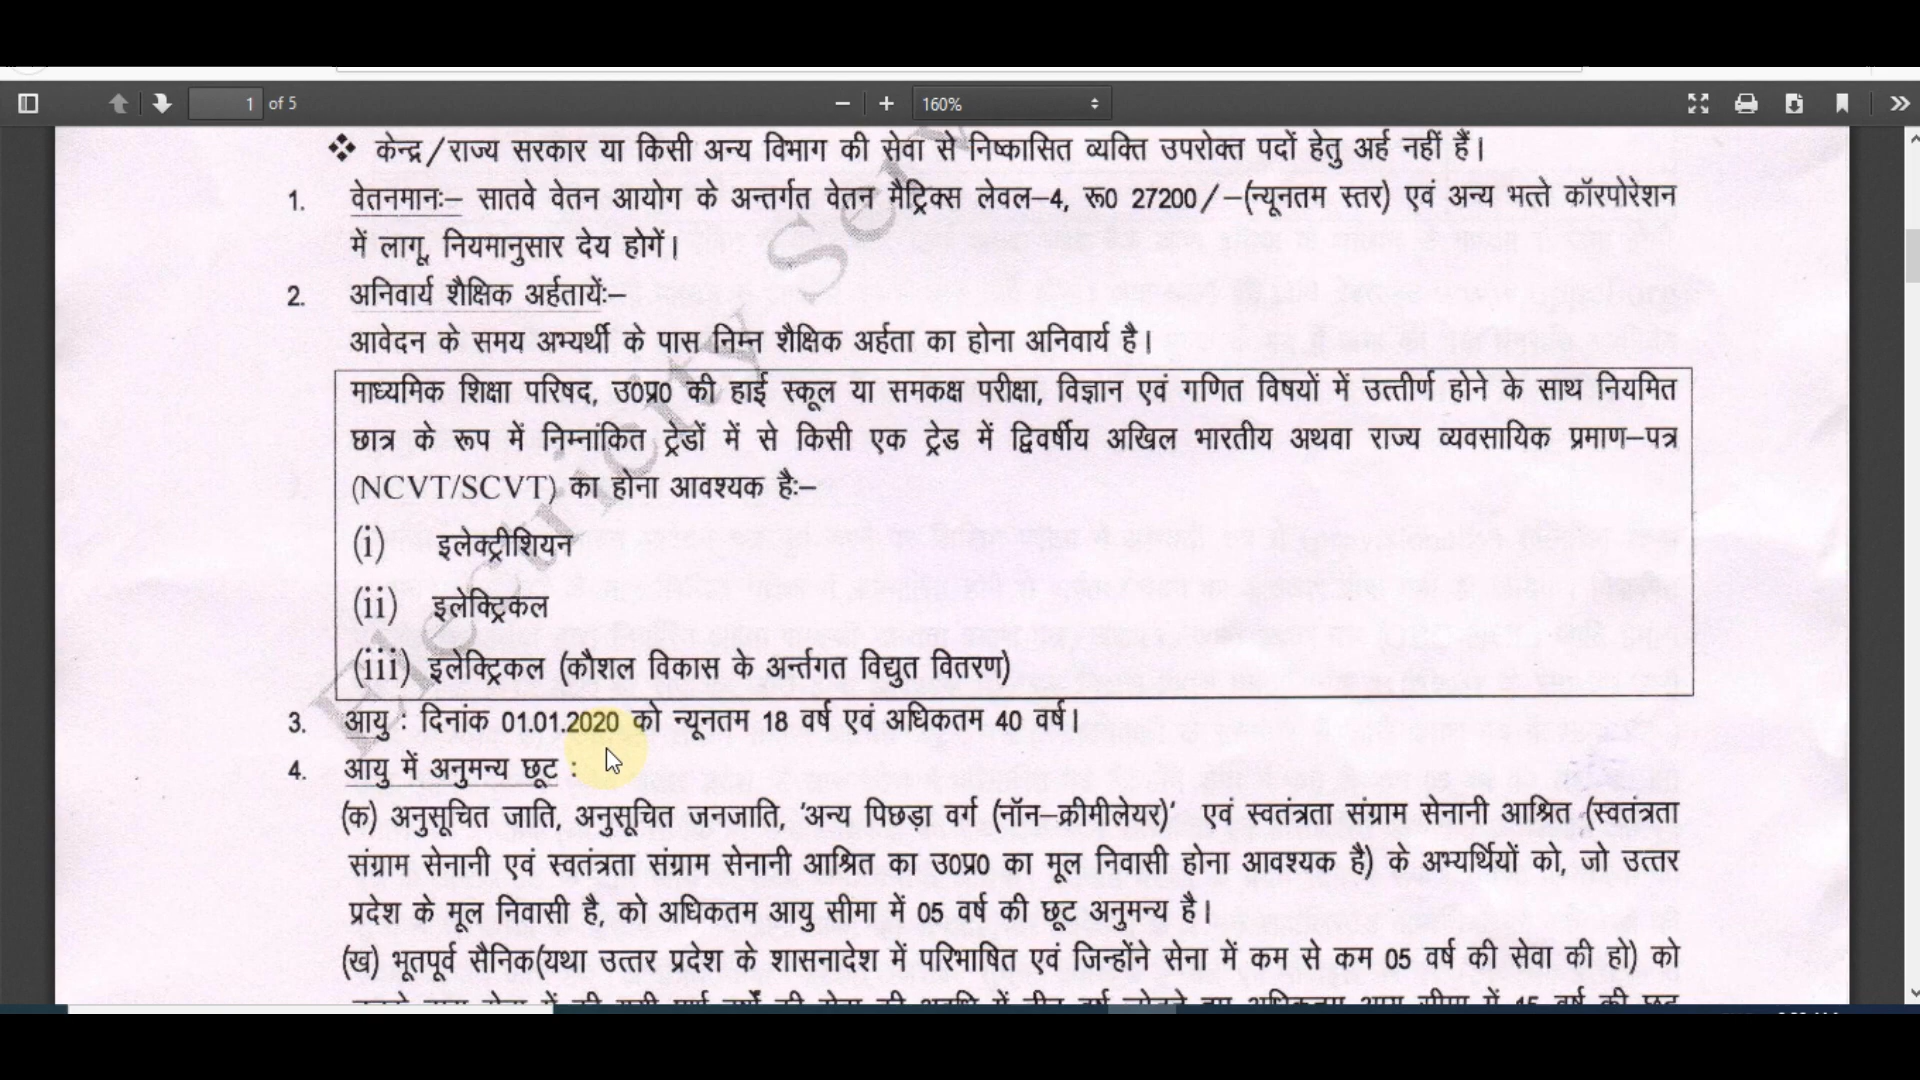 1 of 5
160%
❖ केन्द्र/राज्य सरकार या किसी अन्य विभाग की सेवा से निष्कासित व्यक्ति उपरोक्त पदों हेतु अर्ह नहीं हैं।
1. वेतनमानः– सातवे वेतन आयोग के अन्तर्गत वेतन मैट्रिक्स लेवल–4, रू0 27200/–(न्यूनतम स्तर) एवं अन्य भत्ते कॉरपोरेशन
में लागू, नियमानुसार देय होगें।
2. अनिवार्य शैक्षिक अर्हतायेंः–
आवेदन के समय अभ्यर्थी के पास निम्न शैक्षिक अर्हता का होना अनिवार्य है।
माध्यमिक शिक्षा परिषद, उ0प्र0 की हाई स्कूल या समकक्ष परीक्षा, विज्ञान एवं गणित विषयों में उत्तीर्ण होने के साथ नियमित
छात्र के रूप में निम्नांकित ट्रेडों में से किसी एक ट्रेड में द्विवर्षीय अखिल भारतीय अथवा राज्य व्यवसायिक प्रमाण–पत्र
(NCVT/SCVT) का होना आवश्यक हैः–
(i) इलेक्ट्रीशियन
(ii) इलेक्ट्रिकल
(iii) इलेक्ट्रिकल (कौशल विकास के अर्न्तगत विद्युत वितरण)
3. आयु : दिनांक 01.01.2020 को न्यूनतम 18 वर्ष एवं अधिकतम 40 वर्ष।
4. आयु में अनुमन्य छूट :
(क) अनुसूचित जाति, अनुसूचित जनजाति, 'अन्य पिछड़ा वर्ग (नॉन–क्रीमीलेयर)' एवं स्वतंत्रता संग्राम सेनानी आश्रित (स्वतंत्रता
संग्राम सेनानी एवं स्वतंत्रता संग्राम सेनानी आश्रित का उ0प्र0 का मूल निवासी होना आवश्यक है) के अभ्यर्थियों को, जो उत्तर
प्रदेश के मूल निवासी है, को अधिकतम आयु सीमा में 05 वर्ष की छूट अनुमन्य है।
(ख) भूतपूर्व सैनिक(यथा उत्तर प्रदेश के शासनादेश में परिभाषित एवं जिन्होंने सेना में कम से कम 05 वर्ष की सेवा की हो) को
Electricity Ser